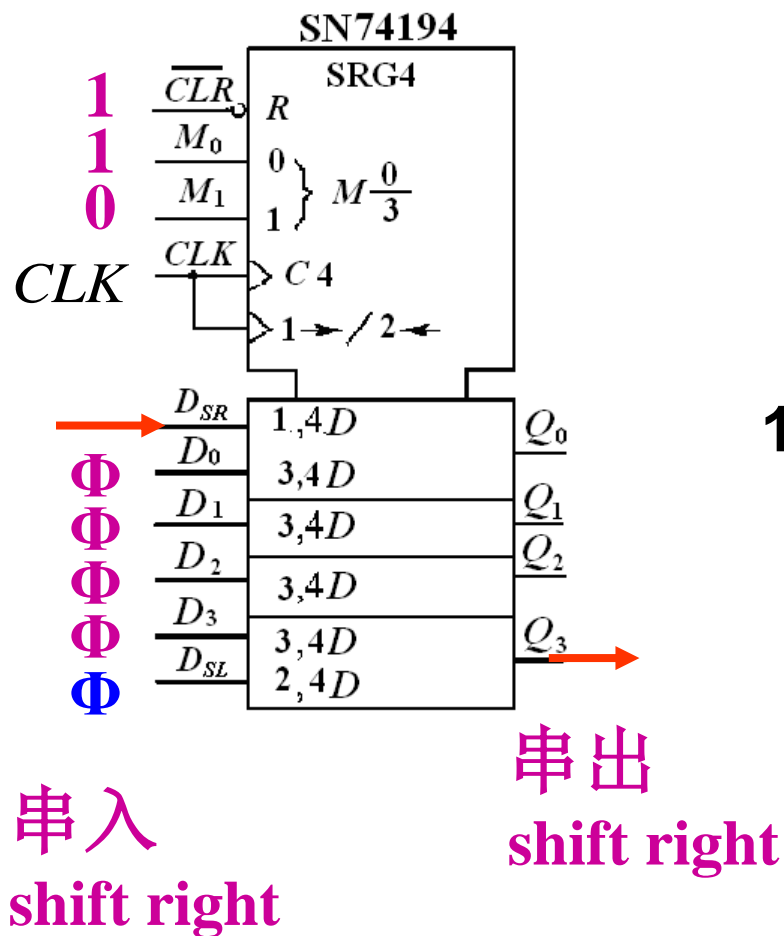 SN74194
SRG4
1 CLR R
1 M0 0
0 M1 1 } M 0/3
CLK CLK C4
1→/2←
DSR 1,4D Q0 1
Φ D0 3,4D
Φ D1 3,4D Q1
Φ D2 3,4D Q2
Φ D3 3,4D Q3
Φ DSL 2,4D
串出
shift right
串入
shift right